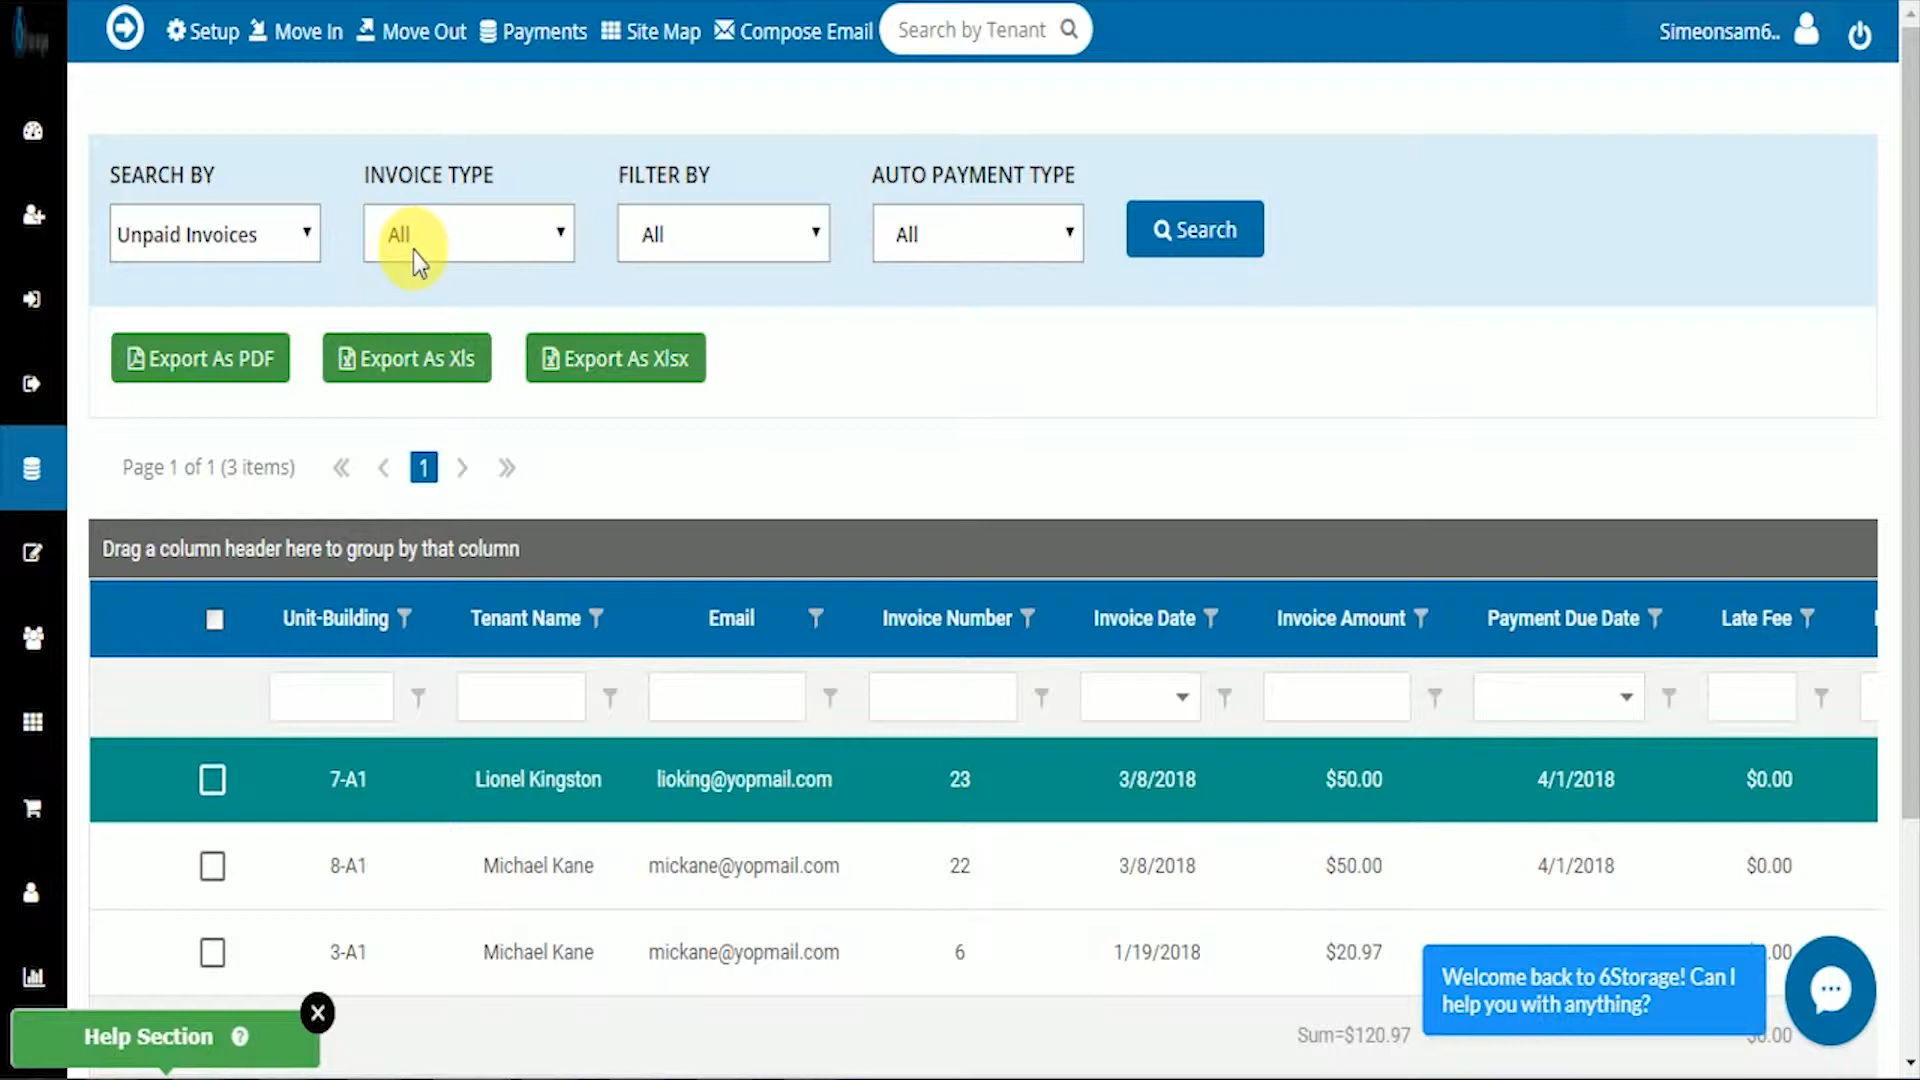 Setup Move In Move Out Payments Site Map Compose Email Search by Tenant Simeonsam6..
SEARCH BY INVOICE TYPE FILTER BY AUTO PAYMENT TYPE
Unpaid Invoices All All All Search
Export As PDF Export As Xls Export As Xlsx
Page 1 of 1 (3 items) 1
Drag a column header here to group by that column
Unit-Building Tenant Name Email Invoice Number Invoice Date Invoice Amount Payment Due Date Late Fee
7-A1 Lionel Kingston lioking@yopmail.com 23 3/8/2018 $50.00 4/1/2018 $0.00
8-A1 Michael Kane mickane@yopmail.com 22 3/8/2018 $50.00 4/1/2018 $0.00
3-A1 Michael Kane mickane@yopmail.com 6 1/19/2018 $20.97 .00
Welcome back to 6Storage! Can I
help you with anything?
Help Section
Sum=$120.97 $0.00